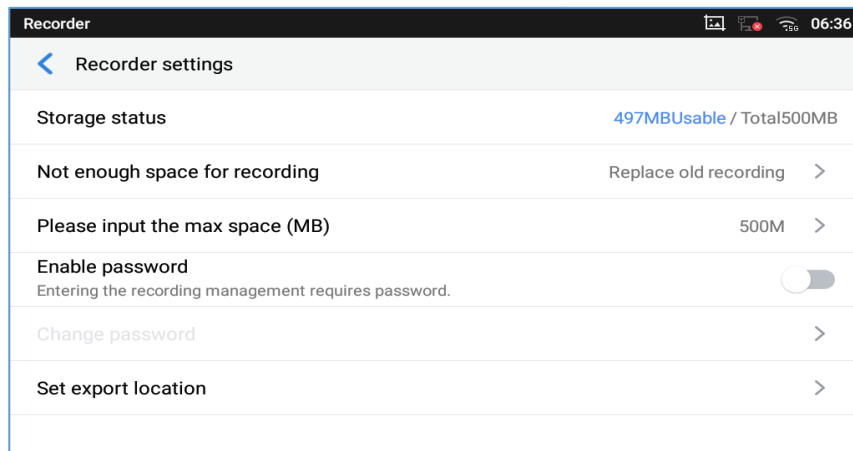 Recorder 5G 06:36
Recorder settings
Storage status 497MBUsable / Total500MB
Not enough space for recording Replace old recording
Please input the max space (MB) 500M
Enable password
Entering the recording management requires password.
Change password
Set export location